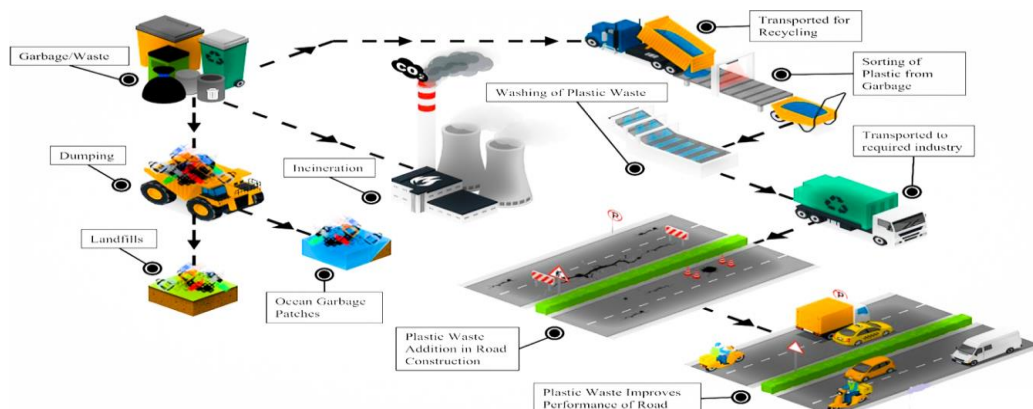 Garbage/Waste
Transported for
Recycling
Sorting of
Plastic from
Garbage
Washing of Plastic Waste
Transported to
required industry
Dumping
Incineration
Landfills
Ocean Garbage
Patches
Plastic Waste
Addition in Road
Construction
Plastic Waste Improves
Performance of Road